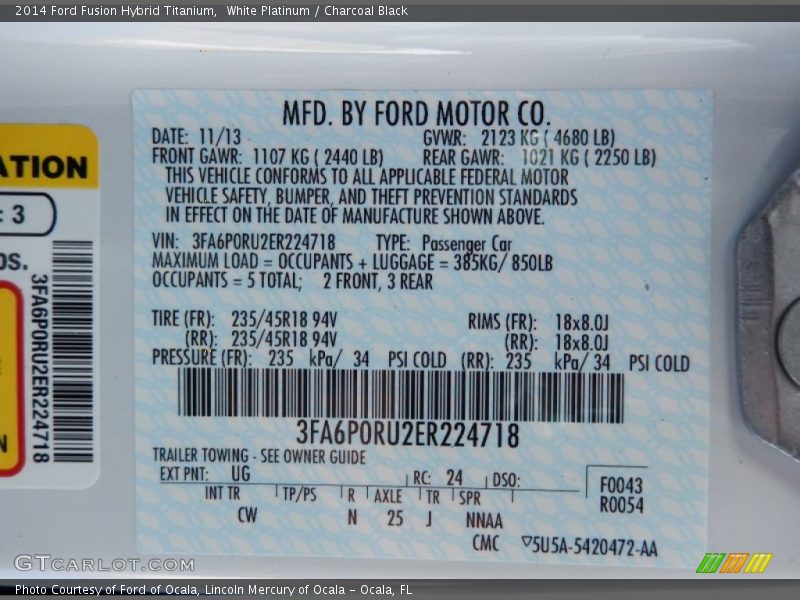 2014 Ford Fusion Hybrid Titanium,  White Platinum / Charcoal Black
ATION
: 3
DS.
N
3FA6P0RU2ER224718
MFD. BY FORD MOTOR CO.
DATE: 11/13 GVWR: 2123 KG ( 4680 LB)
FRONT GAWR: 1107 KG ( 2440 LB) REAR GAWR: 1021 KG ( 2250 LB)
THIS VEHICLE CONFORMS TO ALL APPLICABLE FEDERAL MOTOR
VEHICLE SAFETY, BUMPER, AND THEFT PREVENTION STANDARDS
IN EFFECT ON THE DATE OF MANUFACTURE SHOWN ABOVE.
VIN: 3FA6P0RU2ER224718 TYPE: Passenger Car
MAXIMUM LOAD = OCCUPANTS + LUGGAGE = 385KG/ 850LB
OCCUPANTS = 5 TOTAL; 2 FRONT, 3 REAR
TIRE (FR): 235/45R18 94V RIMS (FR): 18x8.0J
(RR): 235/45R18 94V (RR): 18x8.0J
PRESSURE (FR): 235 kPa/ 34 PSI COLD (RR): 235 kPa/ 34 PSI COLD
3FA6P0RU2ER224718
TRAILER TOWING - SEE OWNER GUIDE
EXT PNT: UG RC: 24 DSO:
INT TR TP/PS R AXLE TR SPR
CW N 25 J NNAA
F0043
R0054
CMC ▽5U5A-5420472-AA
GTCARLOT.COM
Photo Courtesy of Ford of Ocala, Lincoln Mercury of Ocala – Ocala, FL